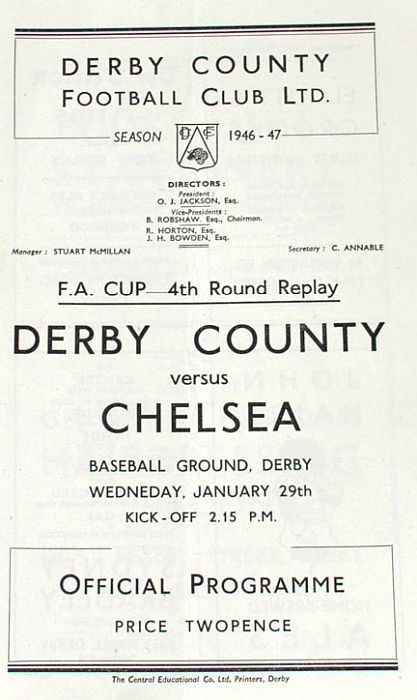 DERBY COUNTY
FOOTBALL CLUB LTD.
SEASON D C F C 1946-47
DIRECTORS:
President:
O. J. JACKSON, Esq.
Vice-Presidents:
B. ROBSHAW. Esq., Chairman.
R. HORTON, Esq.
J. H. BOWDEN, Esq.
Manager: STUART McMILLAN Secretary: C. ANNABLE
F.A. CUP—4th Round Replay
DERBY COUNTY
versus
CHELSEA
BASEBALL GROUND, DERBY
WEDNEDAY, JANUARY 29th
KICK-OFF 2.15 P.M.
OFFICIAL PROGRAMME
PRICE TWOPENCE
The Central Educational Co, Ltd, Printers, Derby